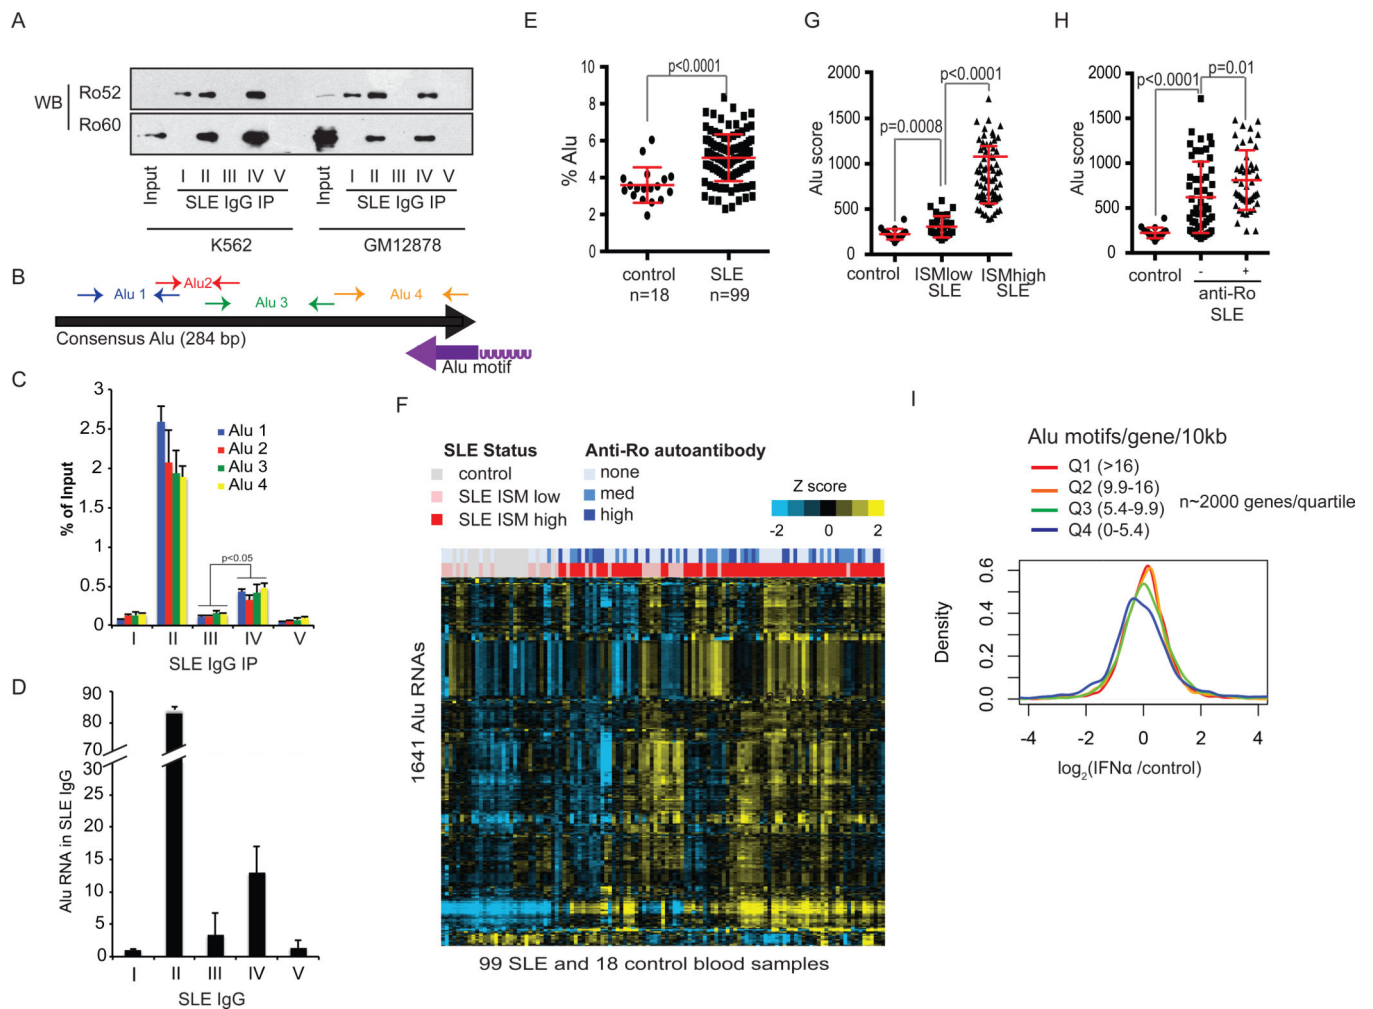 A
WB
Ro52
Ro60
Input
I II III IV V
SLE IgG IP
K562
Input
I II III IV V
SLE IgG IP
GM12878
B
Alu 1
Alu2
Alu 3
Alu 4
Consensus Alu (284 bp)
Alu motif
C
% of Input
3
2.5
2
1.5
1
0.5
0
Alu 1
Alu 2
Alu 3
Alu 4
p<0.05
I II III IV V
SLE IgG IP
D
Alu RNA in SLE IgG
90
80
70
30
25
20
15
10
5
0
I II III IV V
SLE IgG
E
% Alu
10
8
6
4
2
0
p<0.0001
control
n=18
SLE
n=99
F
SLE Status
control
SLE ISM low
SLE ISM high
Anti-Ro autoantibody
none
med
high
Z score
-2 0 2
1641 Alu RNAs
99 SLE and 18 control blood samples
G
Alu score
2000
1500
1000
500
0
p<0.0001
p=0.0008
control
ISMlow
SLE
ISMhigh
SLE
H
Alu score
2000
1500
1000
500
0
p<0.0001
p=0.01
control
- +
anti-Ro
SLE
I
Alu motifs/gene/10kb
Q1 (>16)
Q2 (9.9-16)
Q3 (5.4-9.9)
Q4 (0-5.4)
n~2000 genes/quartile
Density
0.6
0.4
0.2
0.0
-4 -2 0 2 4
log2(IFNα /control)